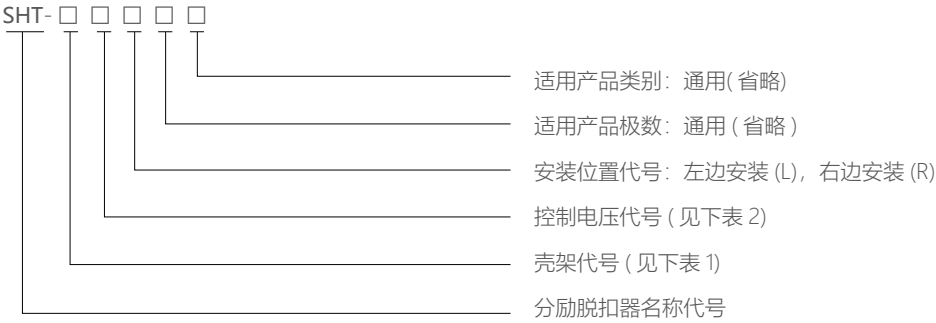 SHT-□ □ □ □ □
适用产品类别：通用( 省略)
适用产品极数：通用 ( 省略 )
安装位置代号：左边安装 (L)，右边安装 (R)
控制电压代号 ( 见下表 2)
壳架代号 ( 见下表 1)
分励脱扣器名称代号